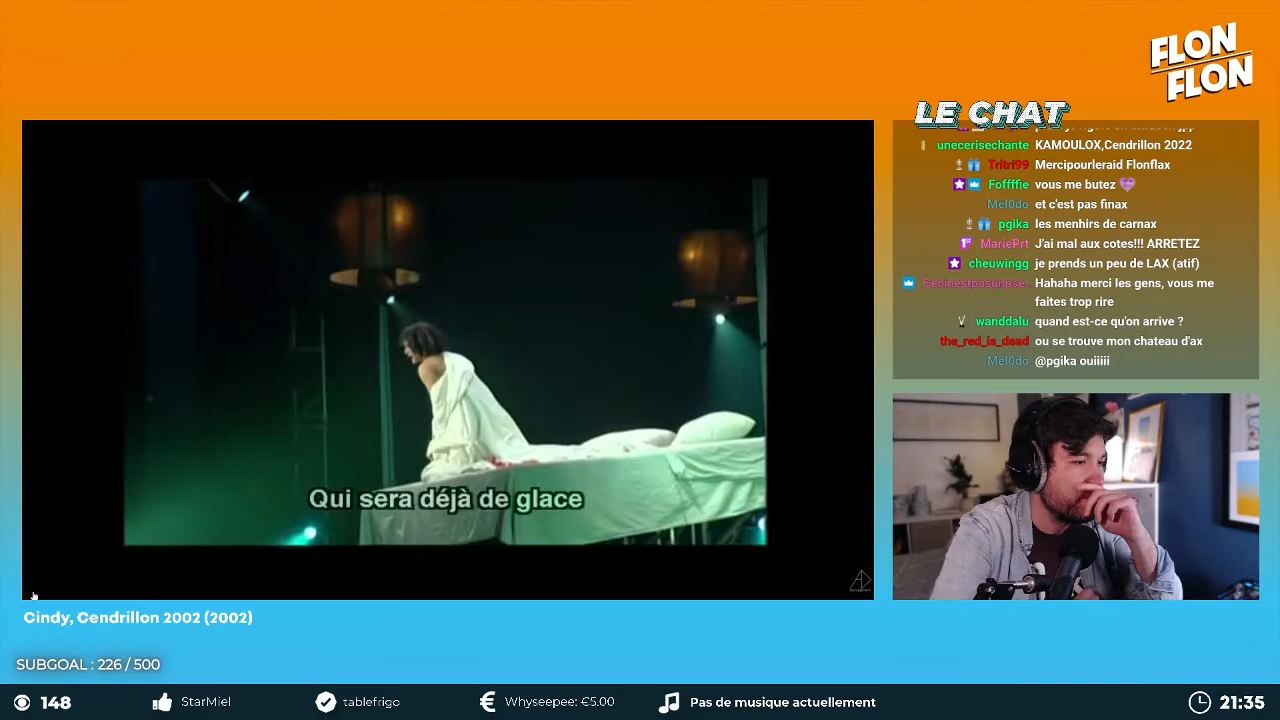 FLON
FLON
LE CHAT
unecerisechante KAMOULOX,Cendrillon 2022
Tritri99 Mercipourleraid Flonflax
Foffffie vous me butez
Mel0do et c'est pas finax
pgika les menhirs de carnax
MariePrt J'ai mal aux cotes!!! ARRETEZ
cheuwingg je prends un peu de LAX (atif)
Cecinestpasunpse... Hahaha merci les gens, vous me
faites trop rire
wanddalu quand est-ce qu'on arrive ?
the_red_is_dead ou se trouve mon chateau d'ax
Mel0do @pgika ouiiiii
Qui sera déjà de glace
Cindy, Cendrillon 2002 (2002)
SUBGOAL : 226 / 500
148 StarMiel tablefrigo Whyseepee: €5.00 Pas de musique actuellement 21:35